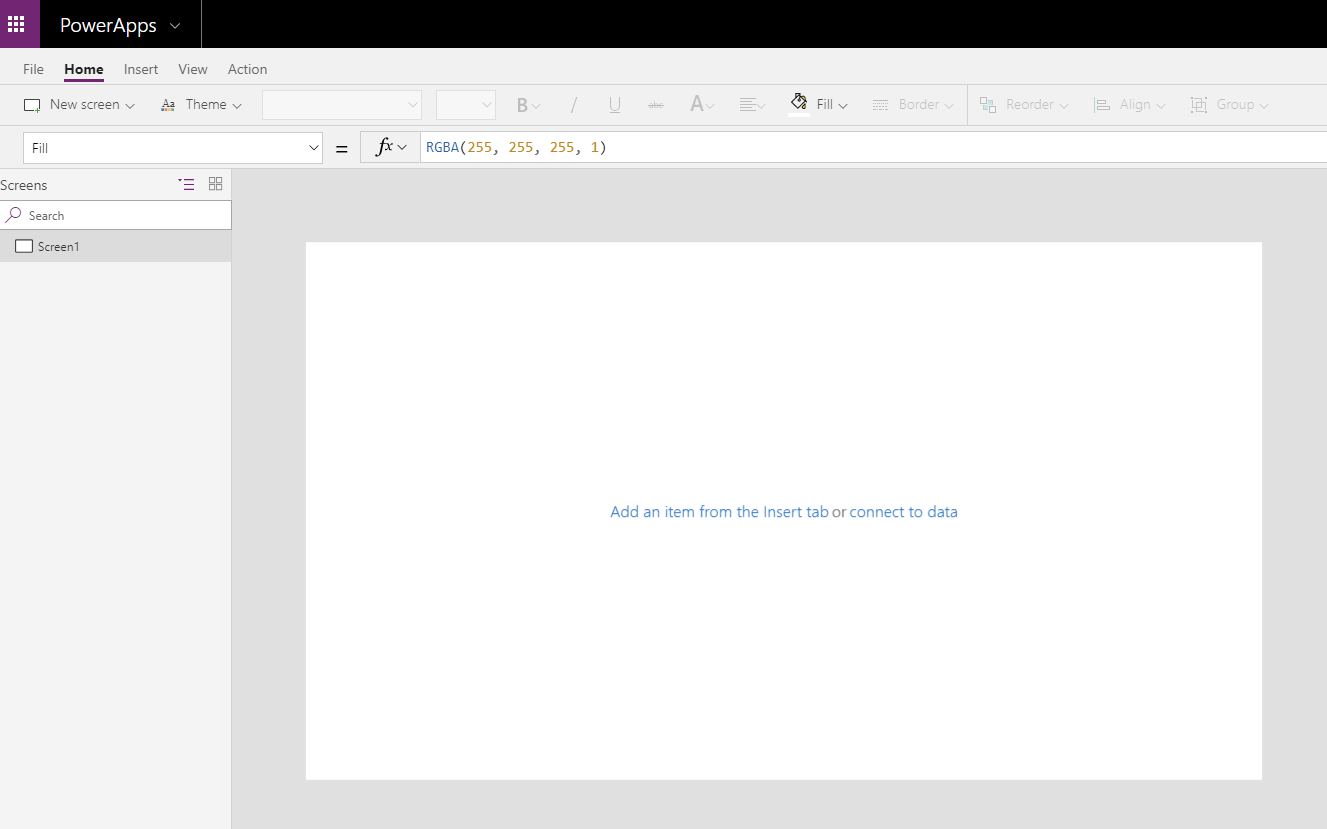 PowerApps
File Home Insert View Action
New screen Aa Theme B / U abc A Fill Border Reorder Align Group
Fill = fx RGBA(255, 255, 255, 1)
Screens
Search
Screen1
Add an item from the Insert tab or connect to data